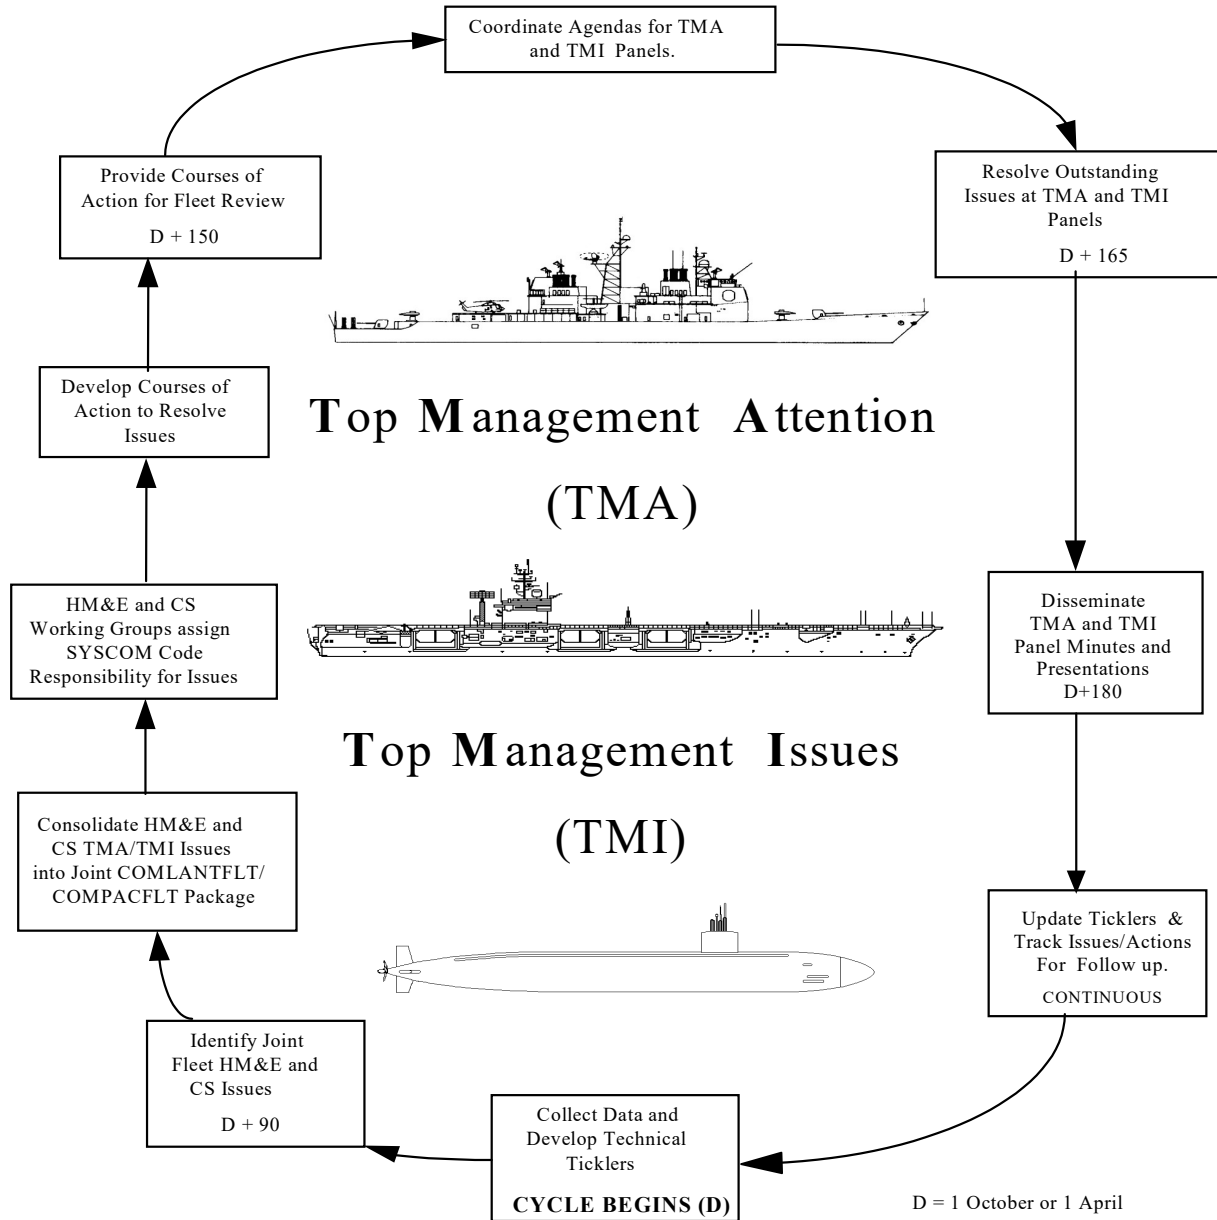 Coordinate Agendas for TMA
and TMI Panels.
Provide Courses of
Action for Fleet Review
D + 150
Resolve Outstanding
Issues at TMA and TMI
Panels
D + 165
Develop Courses of
Action to Resolve
Issues
Top Management Attention
(TMA)
HM&E and CS
Working Groups assign
SYSCOM Code
Responsibility for Issues
Disseminate
TMA and TMI
Panel Minutes and
Presentations
D+180
Top Management Issues
(TMI)
Consolidate HM&E and
CS TMA/TMI Issues
into Joint COMLANTFLT/
COMPACFLT Package
Update Ticklers &
Track Issues/Actions
For Follow up.
CONTINUOUS
Identify Joint
Fleet HM&E and
CS Issues
D + 90
Collect Data and
Develop Technical
Ticklers
CYCLE BEGINS (D)
D = 1 October or 1 April